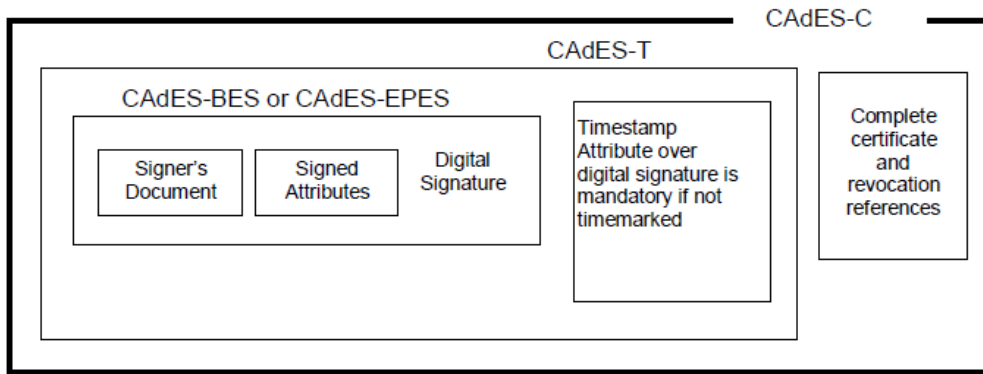 CAdES-C
CAdES-T
CAdES-BES or CAdES-EPES
Signer's
Document
Signed
Attributes
Digital
Signature
Timestamp
Attribute over
digital signature is
mandatory if not
timemarked
Complete
certificate
and
revocation
references